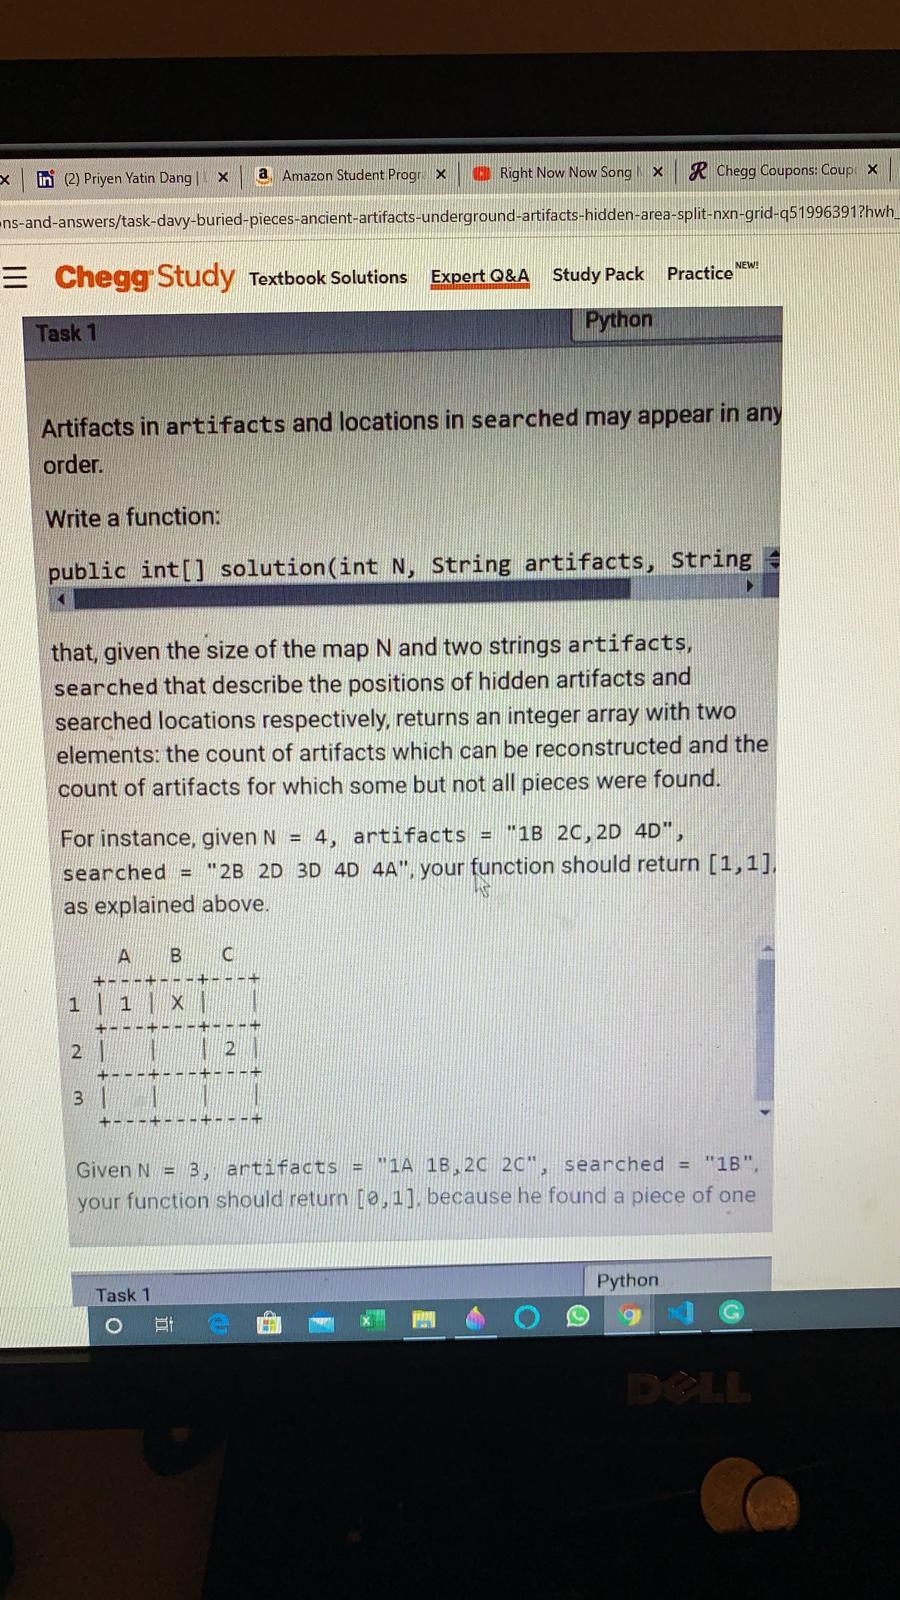 (2) Priyen Yatin Dang |
Amazon Student Progr
Right Now Now Song
Chegg Coupons: Coup
ns-and-answers/task-davy-buried-pieces-ancient-artifacts-underground-artifacts-hidden-area-split-nxn-grid-q51996391?hwh_
Chegg Study Textbook Solutions Expert Q&A Study Pack Practice NEW!
Task 1 Python
Artifacts in artifacts and locations in searched may appear in any
order.
Write a function:
public int[] solution(int N, String artifacts, String
that, given the size of the map N and two strings artifacts,
searched that describe the positions of hidden artifacts and
searched locations respectively, returns an integer array with two
elements: the count of artifacts which can be reconstructed and the
count of artifacts for which some but not all pieces were found.
For instance, given N = 4, artifacts = "1B 2C,2D 4D",
searched = "2B 2D 3D 4D 4A", your function should return [1,1],
as explained above.
A B C
+---+---+---+
1 | 1 | X | |
+---+---+---+
2 | | | 2 |
+---+---+---+
3 | | | |
+---+---+---+
Given N = 3, artifacts = "1A 1B,2C 2C", searched = "1B",
your function should return [0,1], because he found a piece of one
Task 1 Python
DELL